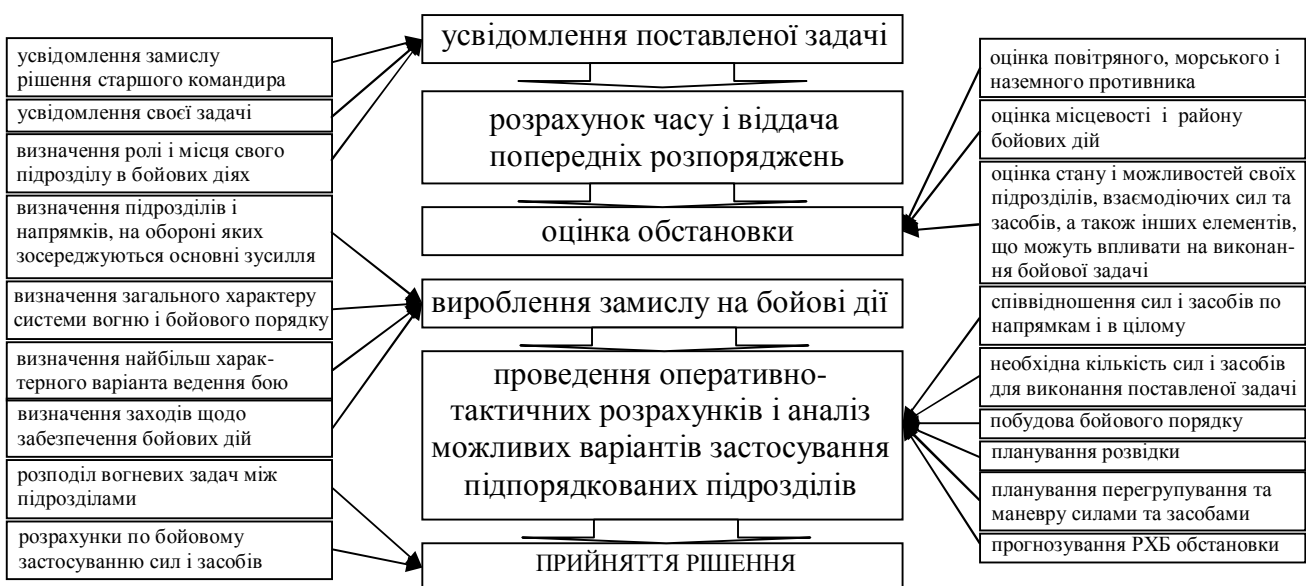 усвідомлення замислу
рішення старшого командира
усвідомлення своєї задачі
визначення ролі і місця свого
підрозділу в бойових діях
визначення підрозділів і
напрямків, на обороні яких
зосереджуються основні зусилля
визначення загального характеру
системи вогню і бойового порядку
визначення найбільш харак-
терного варіанта ведення бою
визначення заходів щодо
забезпечення бойових дій
розподіл вогневих задач між
підрозділами
розрахунки по бойовому
застосуванню сил і засобів
усвідомлення поставленої задачі
розрахунок часу і віддача
попередніх розпоряджень
оцінка обстановки
вироблення замислу на бойові дії
проведення оперативно-
тактичних розрахунків і аналіз
можливих варіантів застосування
підпорядкованих підрозділів
ПРИЙНЯТТЯ РІШЕННЯ
оцінка повітряного, морського і
наземного противника
оцінка місцевості і району
бойових дій
оцінка стану і можливостей своїх
підрозділів, взаємодіючих сил та
засобів, а також інших елементів,
що можуть впливати на виконан-
ня бойової задачі
співвідношення сил і засобів по
напрямкам і в цілому
необхідна кількість сил і засобів
для виконання поставленої задачі
побудова бойового порядку
планування розвідки
планування перегрупування та
маневру силами та засобами
прогнозування РХБ обстановки